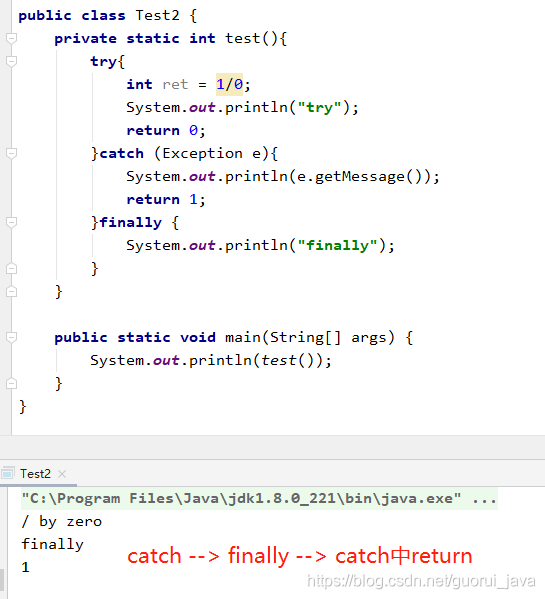 public class Test2 {
    private static int test(){
        try{
            int ret = 1/0;
            System.out.println("try");
            return 0;
        }catch (Exception e){
            System.out.println(e.getMessage());
            return 1;
        }finally {
            System.out.println("finally");
        }
    }
    public static void main(String[] args) {
        System.out.println(test());
    }
}
Test2 ×
"C:\Program Files\Java\jdk1.8.0_221\bin\java.exe" ...
/ by zero
finally
1
catch --> finally --> catch中return
https://blog.csdn.net/guorui_java